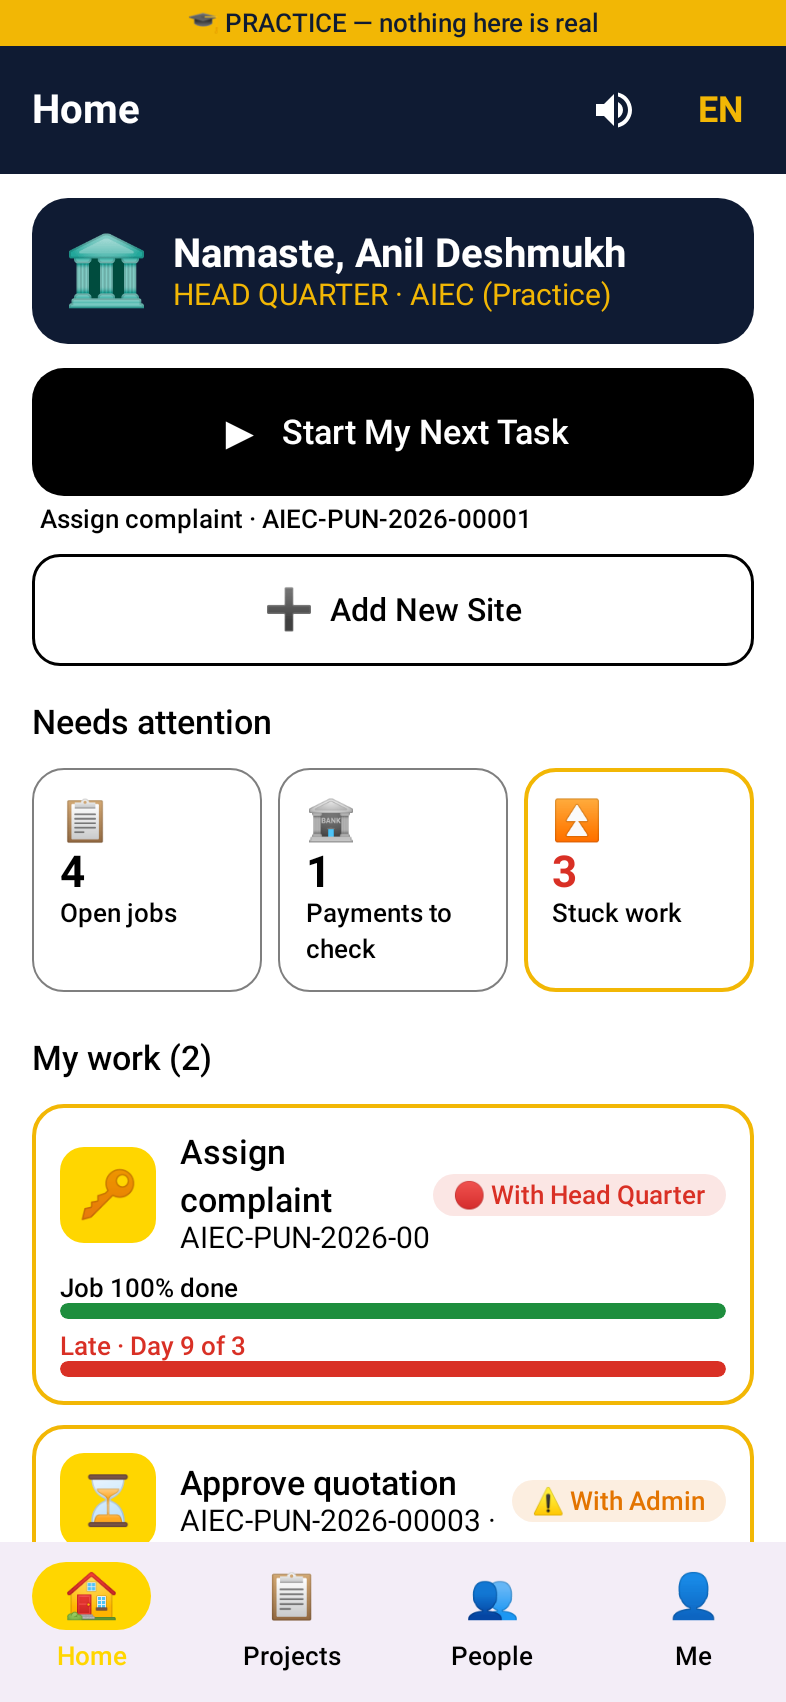 PRACTICE — nothing here is real
Home
EN
Namaste, Anil Deshmukh
HEAD QUARTER · AIEC (Practice)
Start My Next Task
Assign complaint · AIEC-PUN-2026-00001
Add New Site
Needs attention
BANK
4
Open jobs
1
Payments to
check
3
Stuck work
My work (2)
Assign
complaint
With Head Quarter
AIEC-PUN-2026-00
Job 100% done
Late · Day 9 of 3
Approve quotation
With Admin
AIEC-PUN-2026-00003 ·
Home
Projects
People
Me